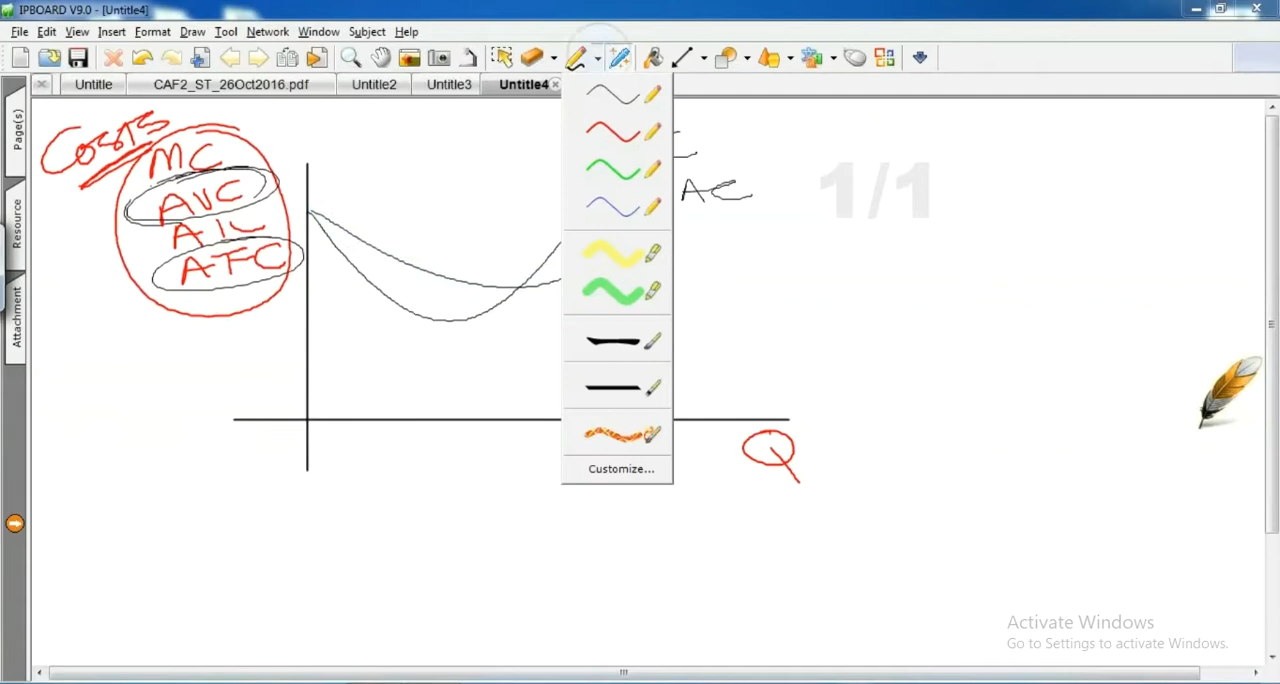 IPBOARD V9.0 - [Untitle4]
File Edit View Insert Format Draw Tool Network Window Subject Help
Untitle CAF2_ST_26Oct2016.pdf Untitle2 Untitle3 Untitle4
Page(s)
Resource
Attachment
Costs
MC
AVC
ATC
AFC
AC
1/1
Customize...
Q
Activate Windows
Go to Settings to activate Windows.